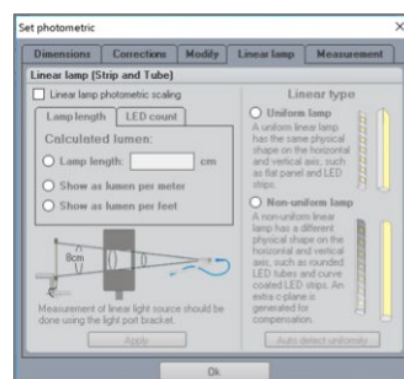 Set photometric
Dimensions Corrections Modify Linear lamp Measurement
Linear lamp (Strip and Tube)
Linear lamp photometric scaling
Lamp length LED count
Calculated lumen:
Lamp length: cm
Show as lumen per meter
Show as lumen per feet
8cm
Measurement of linear light source should be
done using the light port bracket.
Apply
Linear type
Uniform lamp
A uniform linear lamp
has the same physical
shape on the horizontal
and vertical axis, such
as flat panel and LED
strips.
Non-uniform lamp
A non-uniform linear
lamp has a different
physical shape on the
horizontal and vertical
axis, such as rounded
LED tubes and curve
coated LED strips. An
extra c-plane is
generated for
compensation.
Auto detect uniformity
Ok